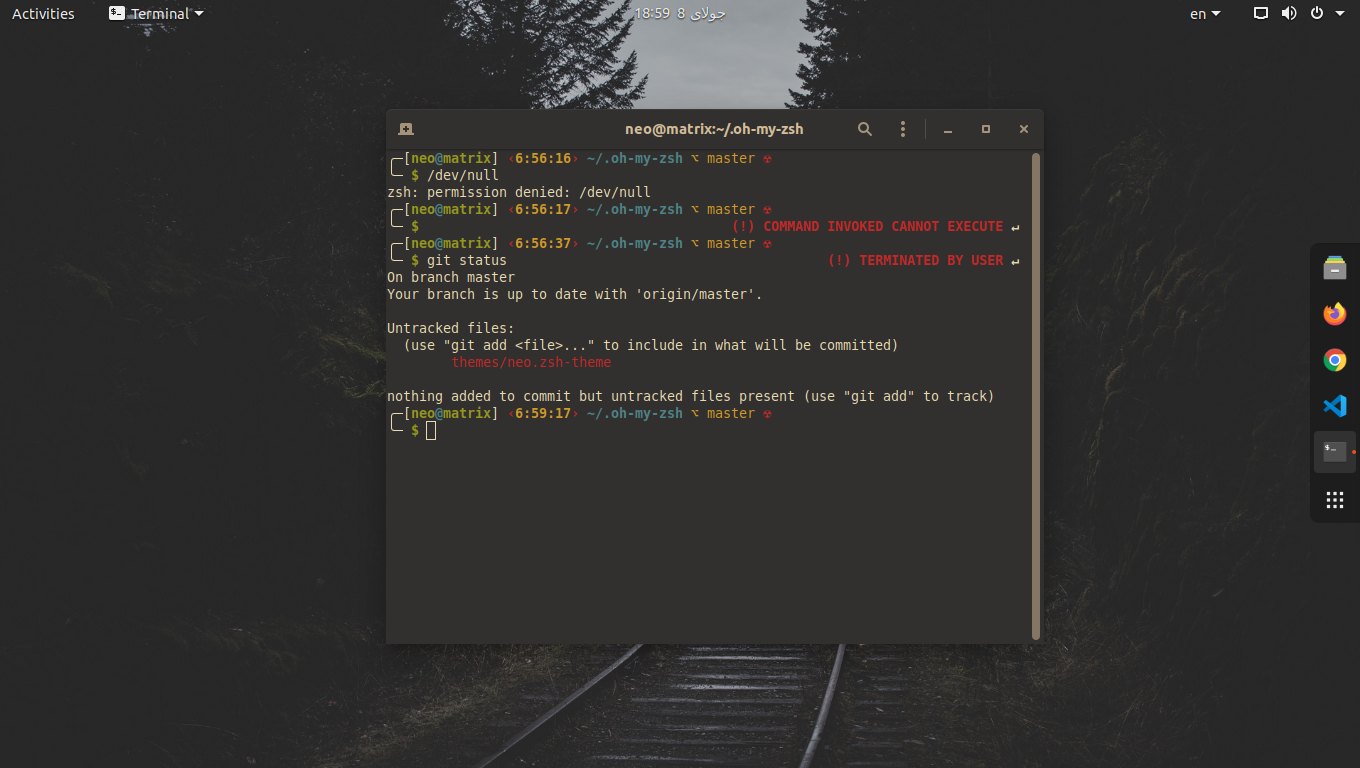 Activities
Terminal
18:59 8 جولای
en
neo@matrix:~/.oh-my-zsh
[neo@matrix] ‹6:56:16› ~/.oh-my-zsh ⌥ master ☢
$ /dev/null
zsh: permission denied: /dev/null
[neo@matrix] ‹6:56:17› ~/.oh-my-zsh ⌥ master ☢
$ (!) COMMAND INVOKED CANNOT EXECUTE ↵
[neo@matrix] ‹6:56:37› ~/.oh-my-zsh ⌥ master ☢
$ git status (!) TERMINATED BY USER ↵
On branch master
Your branch is up to date with 'origin/master'.
Untracked files:
(use "git add <file>..." to include in what will be committed)
themes/neo.zsh-theme
nothing added to commit but untracked files present (use "git add" to track)
[neo@matrix] ‹6:59:17› ~/.oh-my-zsh ⌥ master ☢
$